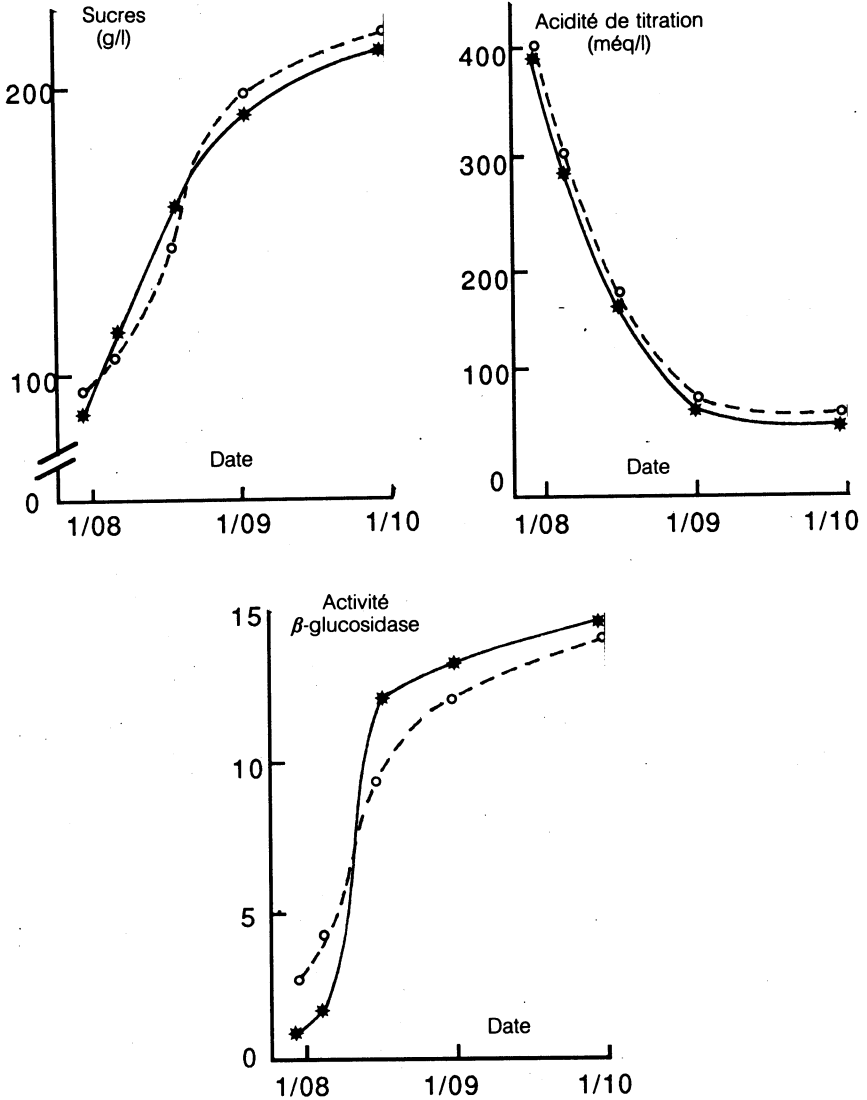 Sucres
(g/l)
200
100
0
Date
1/08
1/09
1/10
Acidité de titration
(méq/l)
400
300
200
100
0
Date
1/08
1/09
1/10
Activité
β-glucosidase
15
10
5
0
Date
1/08
1/09
1/10